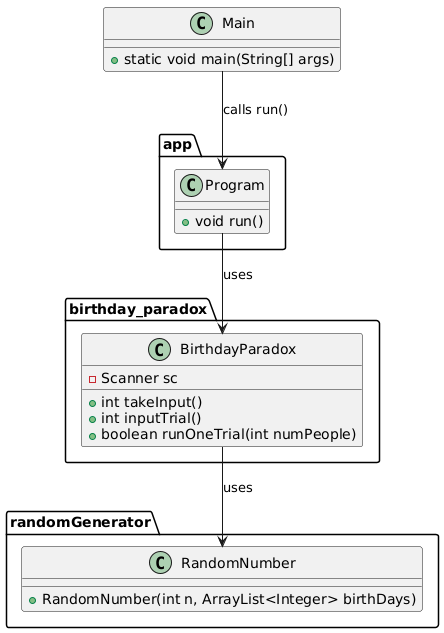 C Main
static void main(String[] args)
calls run()
app
C Program
void run()
uses
birthday_paradox
C BirthdayParadox
Scanner sc
int takeInput()
int inputTrial()
boolean runOneTrial(int numPeople)
uses
randomGenerator
C RandomNumber
RandomNumber(int n, ArrayList<Integer> birthDays)